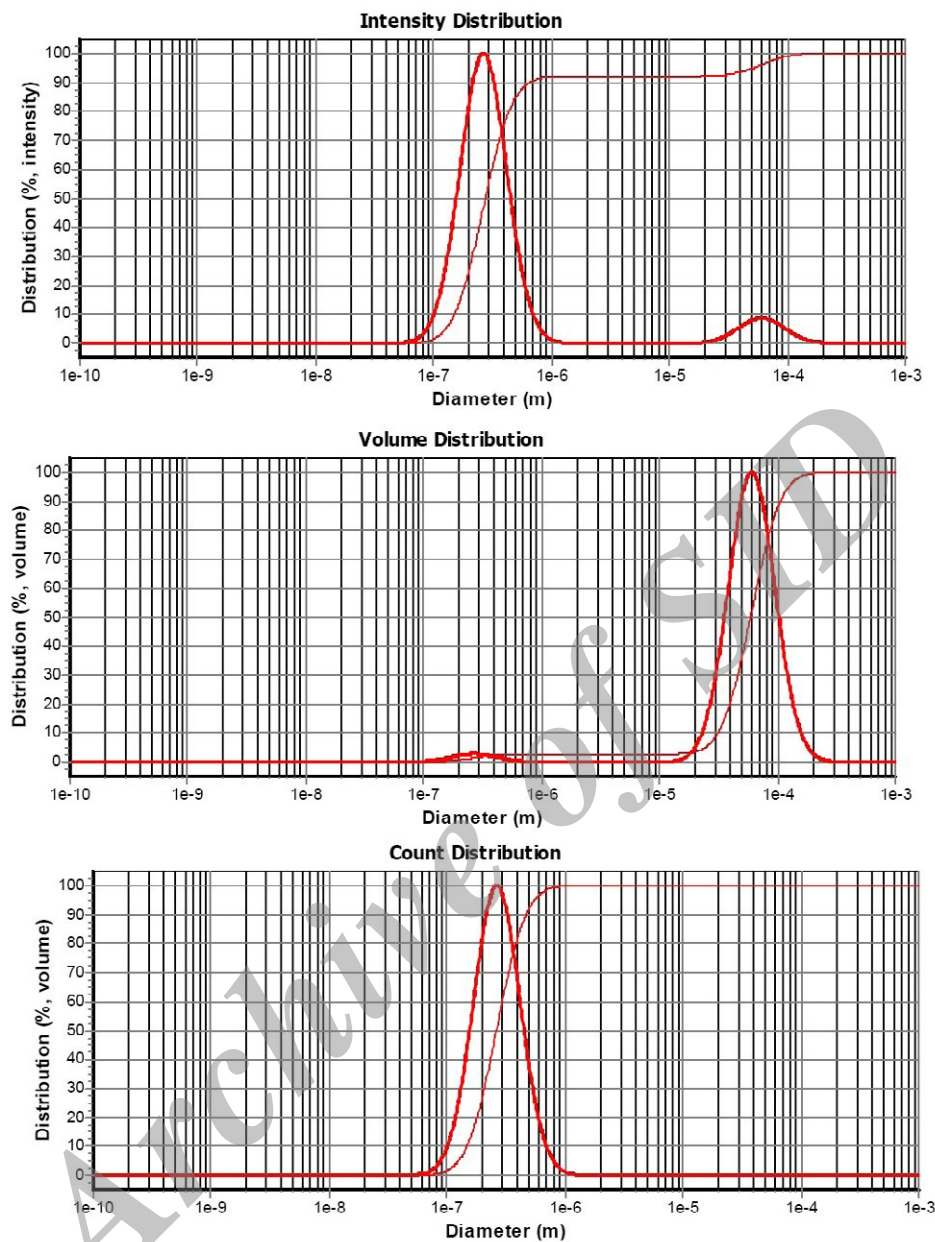 Intensity Distribution
Distribution (%, intensity)
100
90
80
70
60
50
40
30
20
10
0
1e-10 1e-9 1e-8 1e-7 1e-6 1e-5 1e-4 1e-3
Diameter (m)
Volume Distribution
Distribution (%, volume)
100
90
80
70
60
50
40
30
20
10
0
1e-10 1e-9 1e-8 1e-7 1e-6 1e-5 1e-4 1e-3
Diameter (m)
Count Distribution
Distribution (%, volume)
100
90
80
70
60
50
40
30
20
10
0
1e-10 1e-9 1e-8 1e-7 1e-6 1e-5 1e-4 1e-3
Diameter (m)
Archive of SID